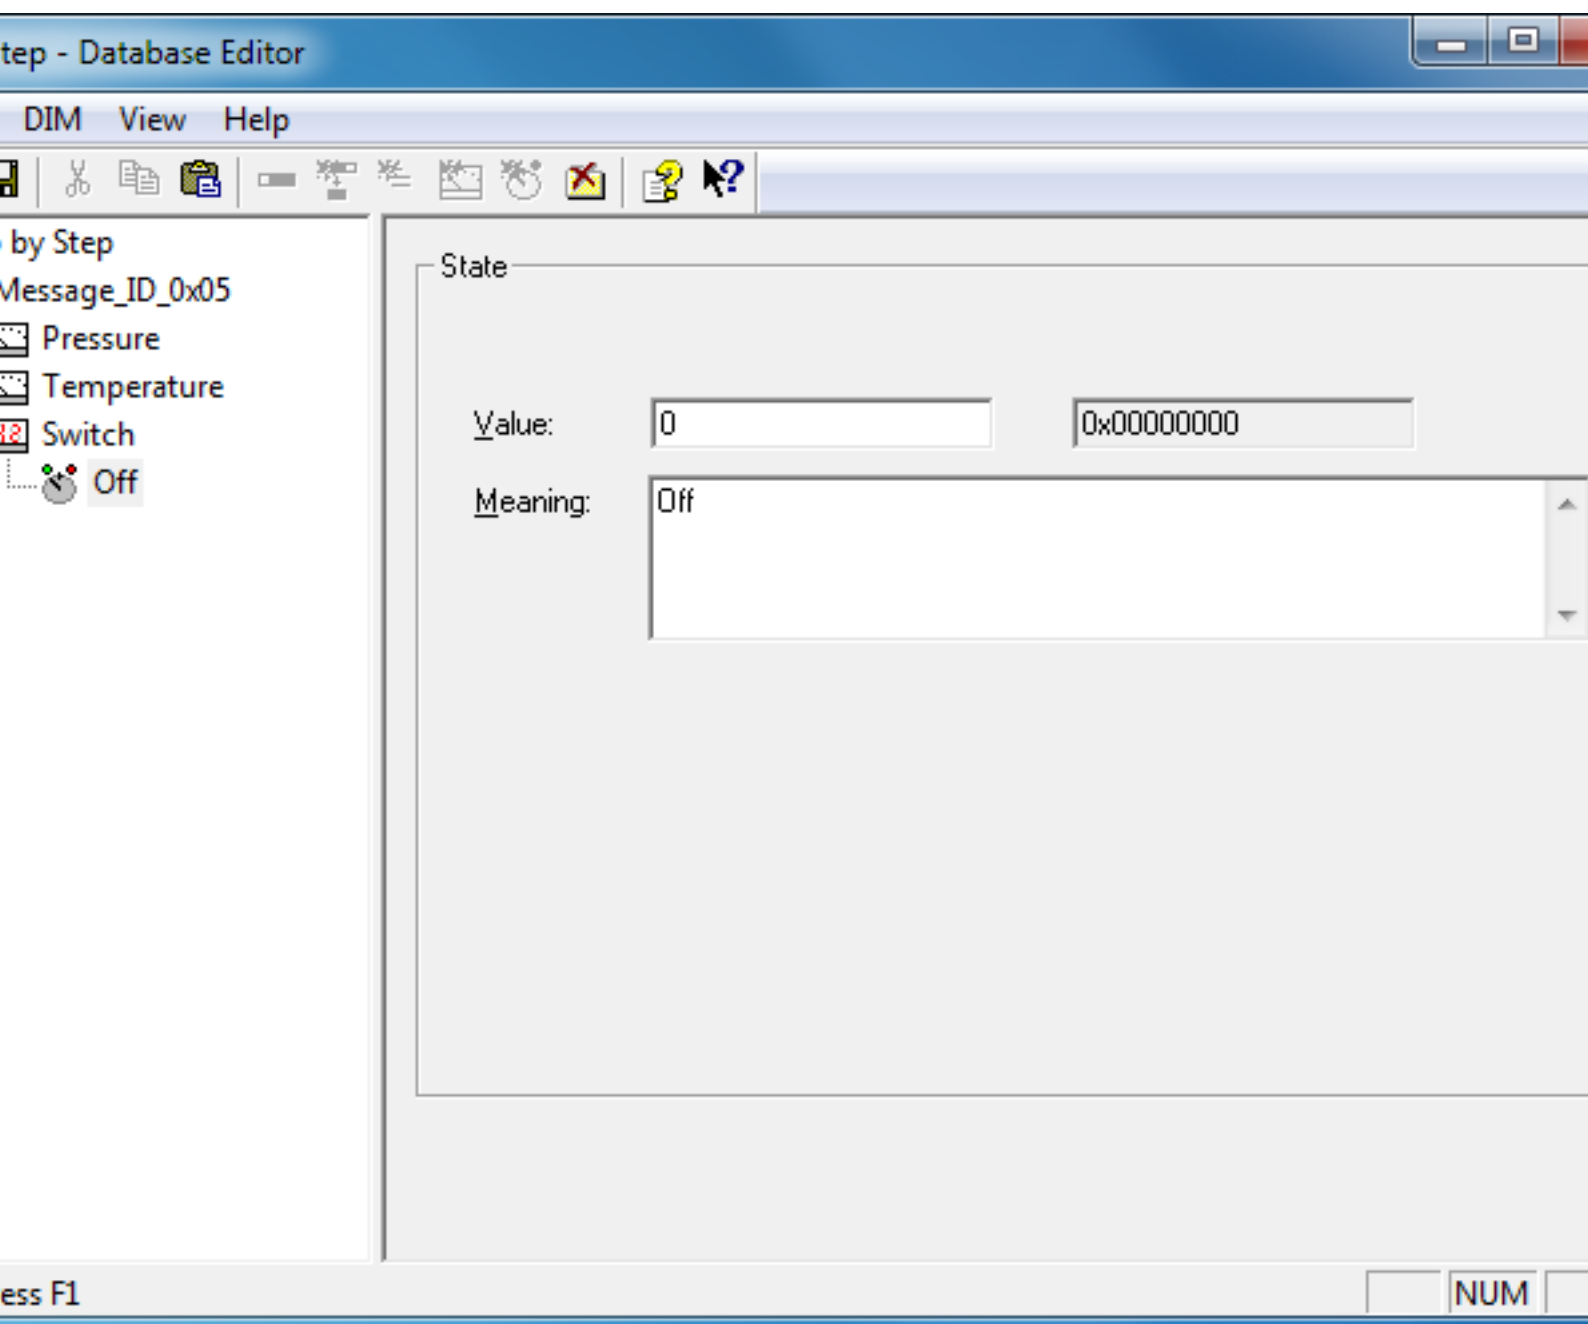 tep - Database Editor
DIM View Help
by Step
Message_ID_0x05
Pressure
Temperature
Switch
Off
State
Value: 0 0x00000000
Meaning: Off
ess F1
NUM